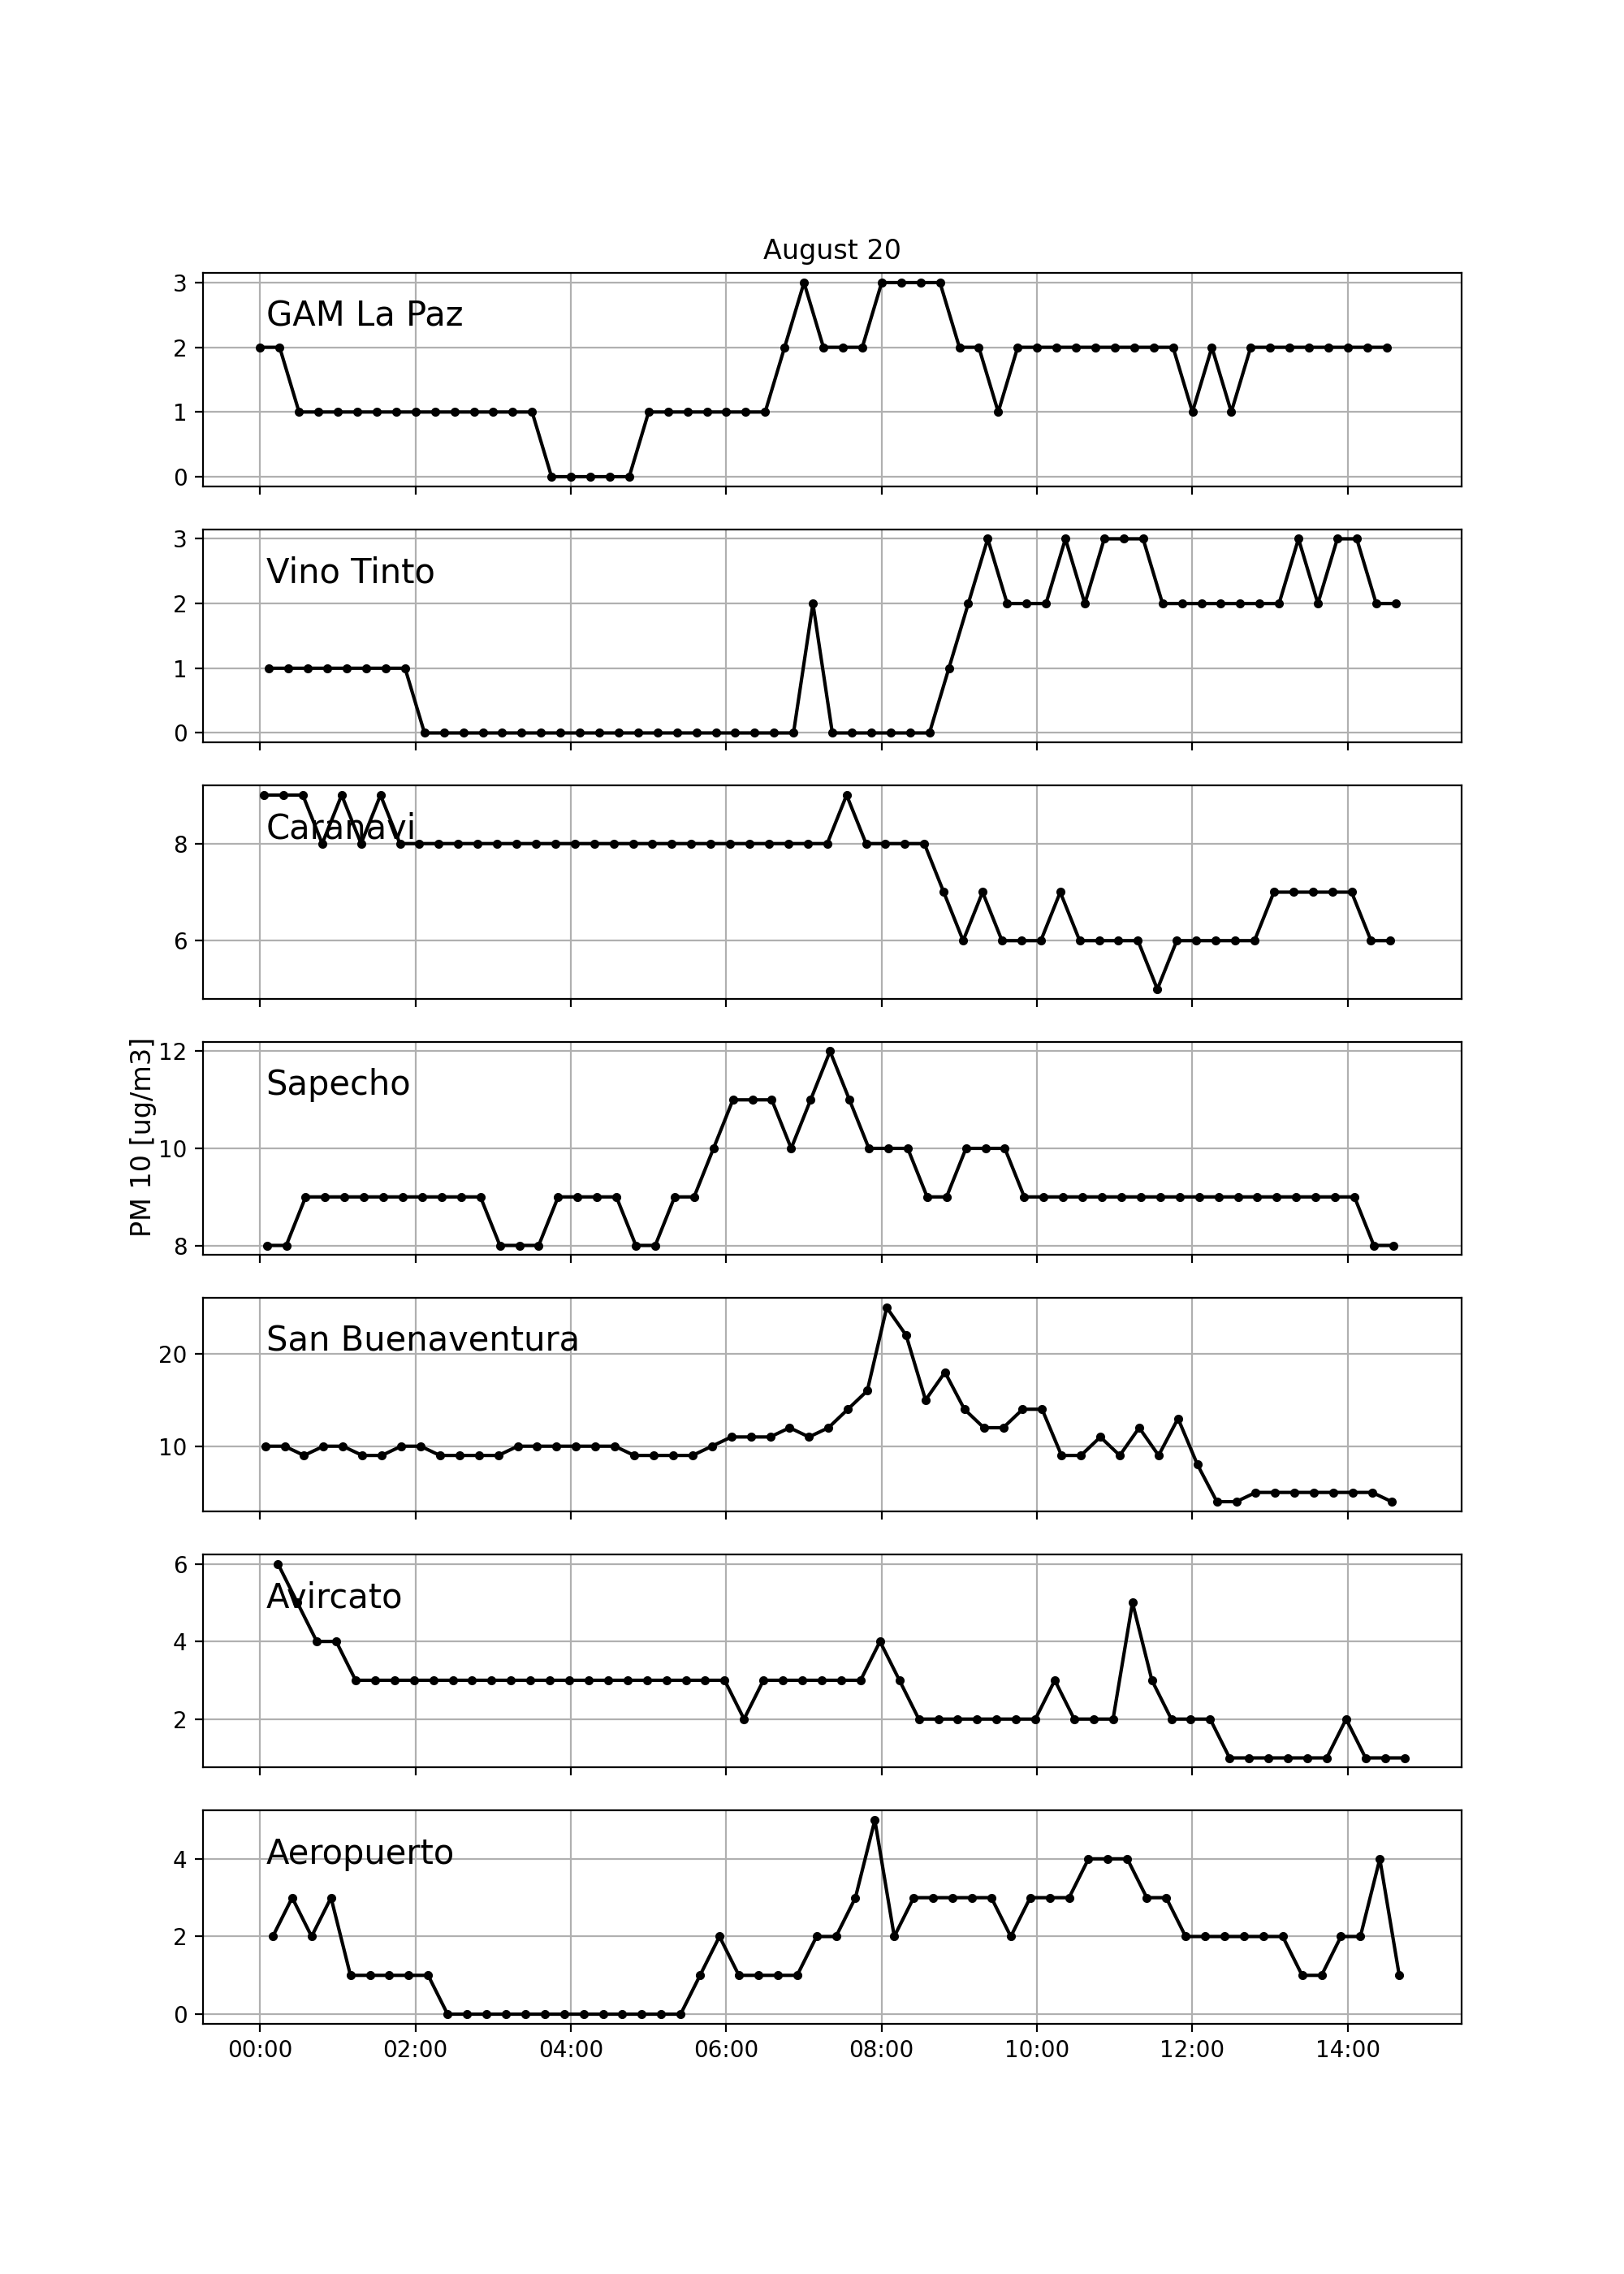 August 20
3
GAM La Paz
2
1
0
3
Vino Tinto
2
1
0
Caranavi
8
6
PM 10 [ug/m3]
12
Sapecho
10
8
San Buenaventura
20
10
6
Avircato
4
2
Aeropuerto
4
2
0
00:00 02:00 04:00 06:00 08:00 10:00 12:00 14:00